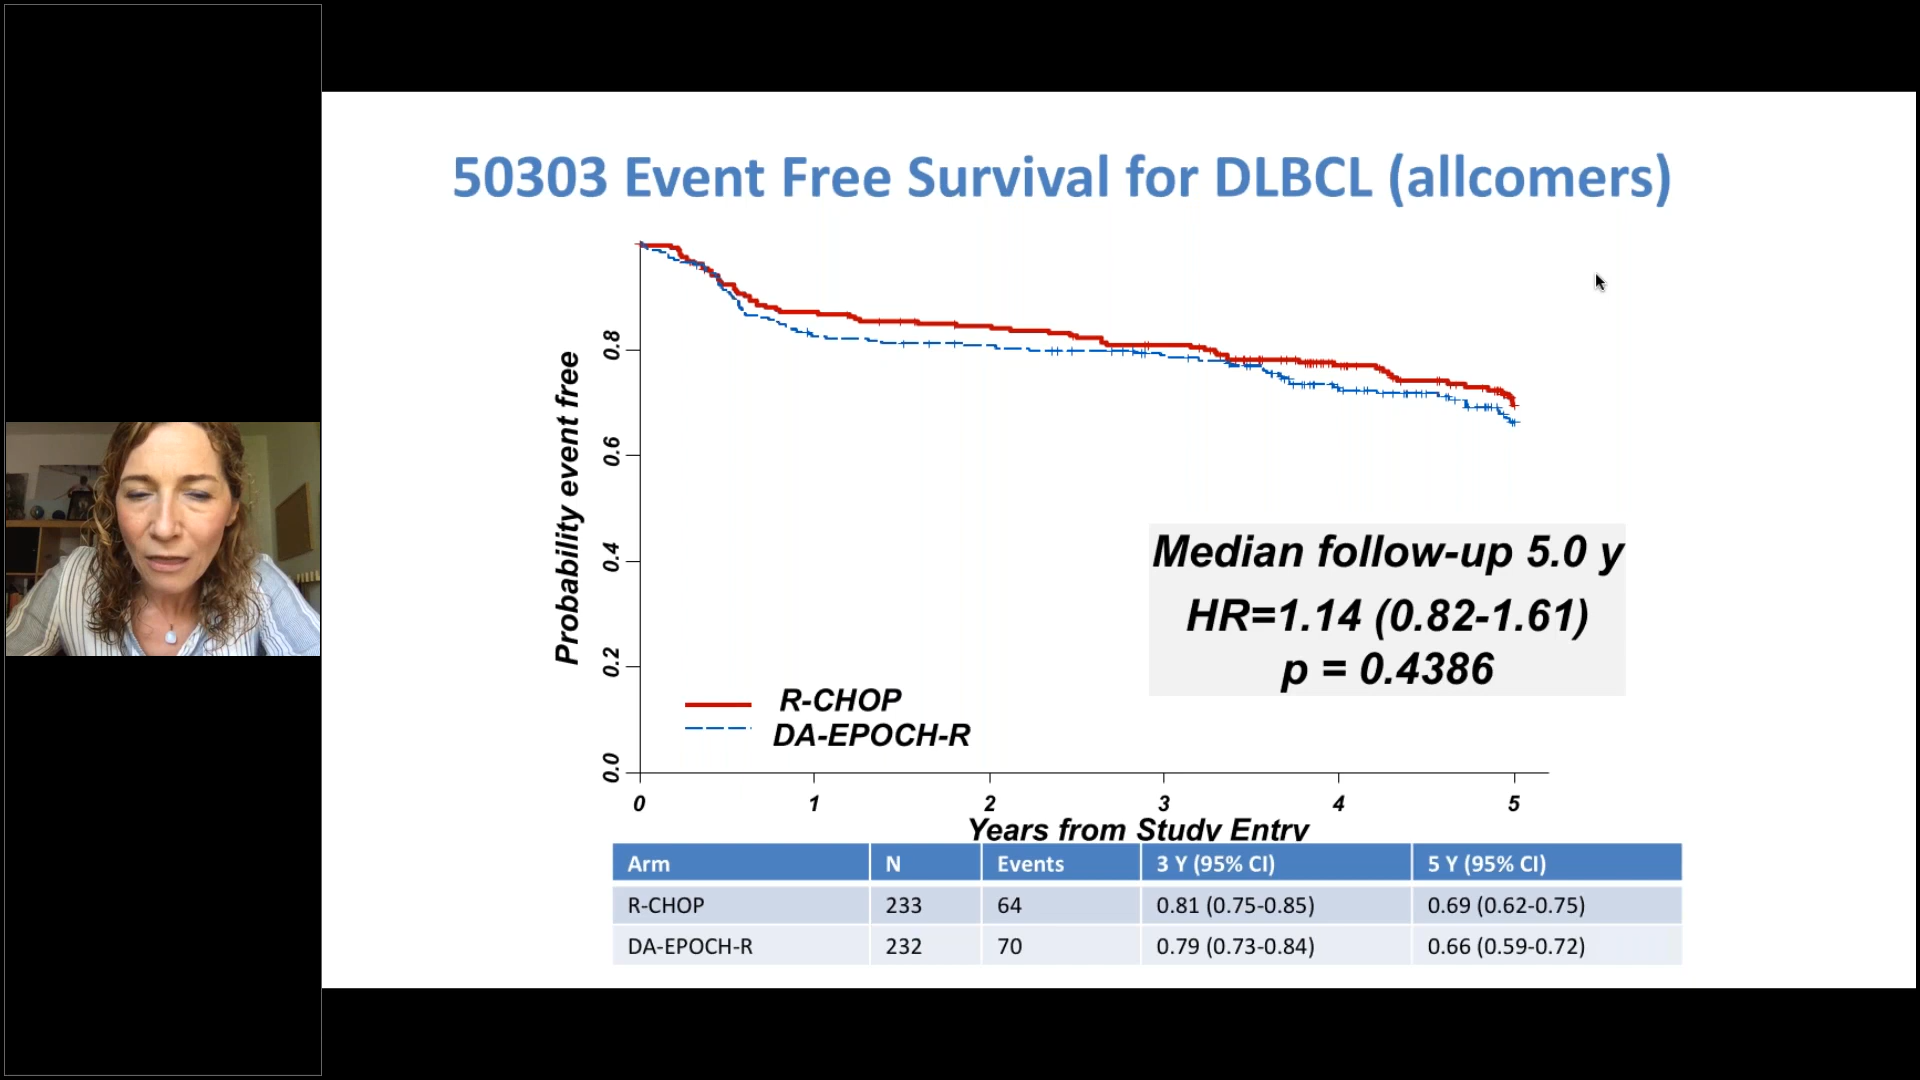 50303 Event Free Survival for DLBCL (allcomers)
Probability event free
0.8
0.6
0.4
0.2
0.0
Median follow-up 5.0 y
HR=1.14 (0.82-1.61)
p = 0.4386
R-CHOP
DA-EPOCH-R
0 1 2 3 4 5
Years from Study Entry
Arm N Events 3 Y (95% CI) 5 Y (95% CI)
R-CHOP 233 64 0.81 (0.75-0.85) 0.69 (0.62-0.75)
DA-EPOCH-R 232 70 0.79 (0.73-0.84) 0.66 (0.59-0.72)